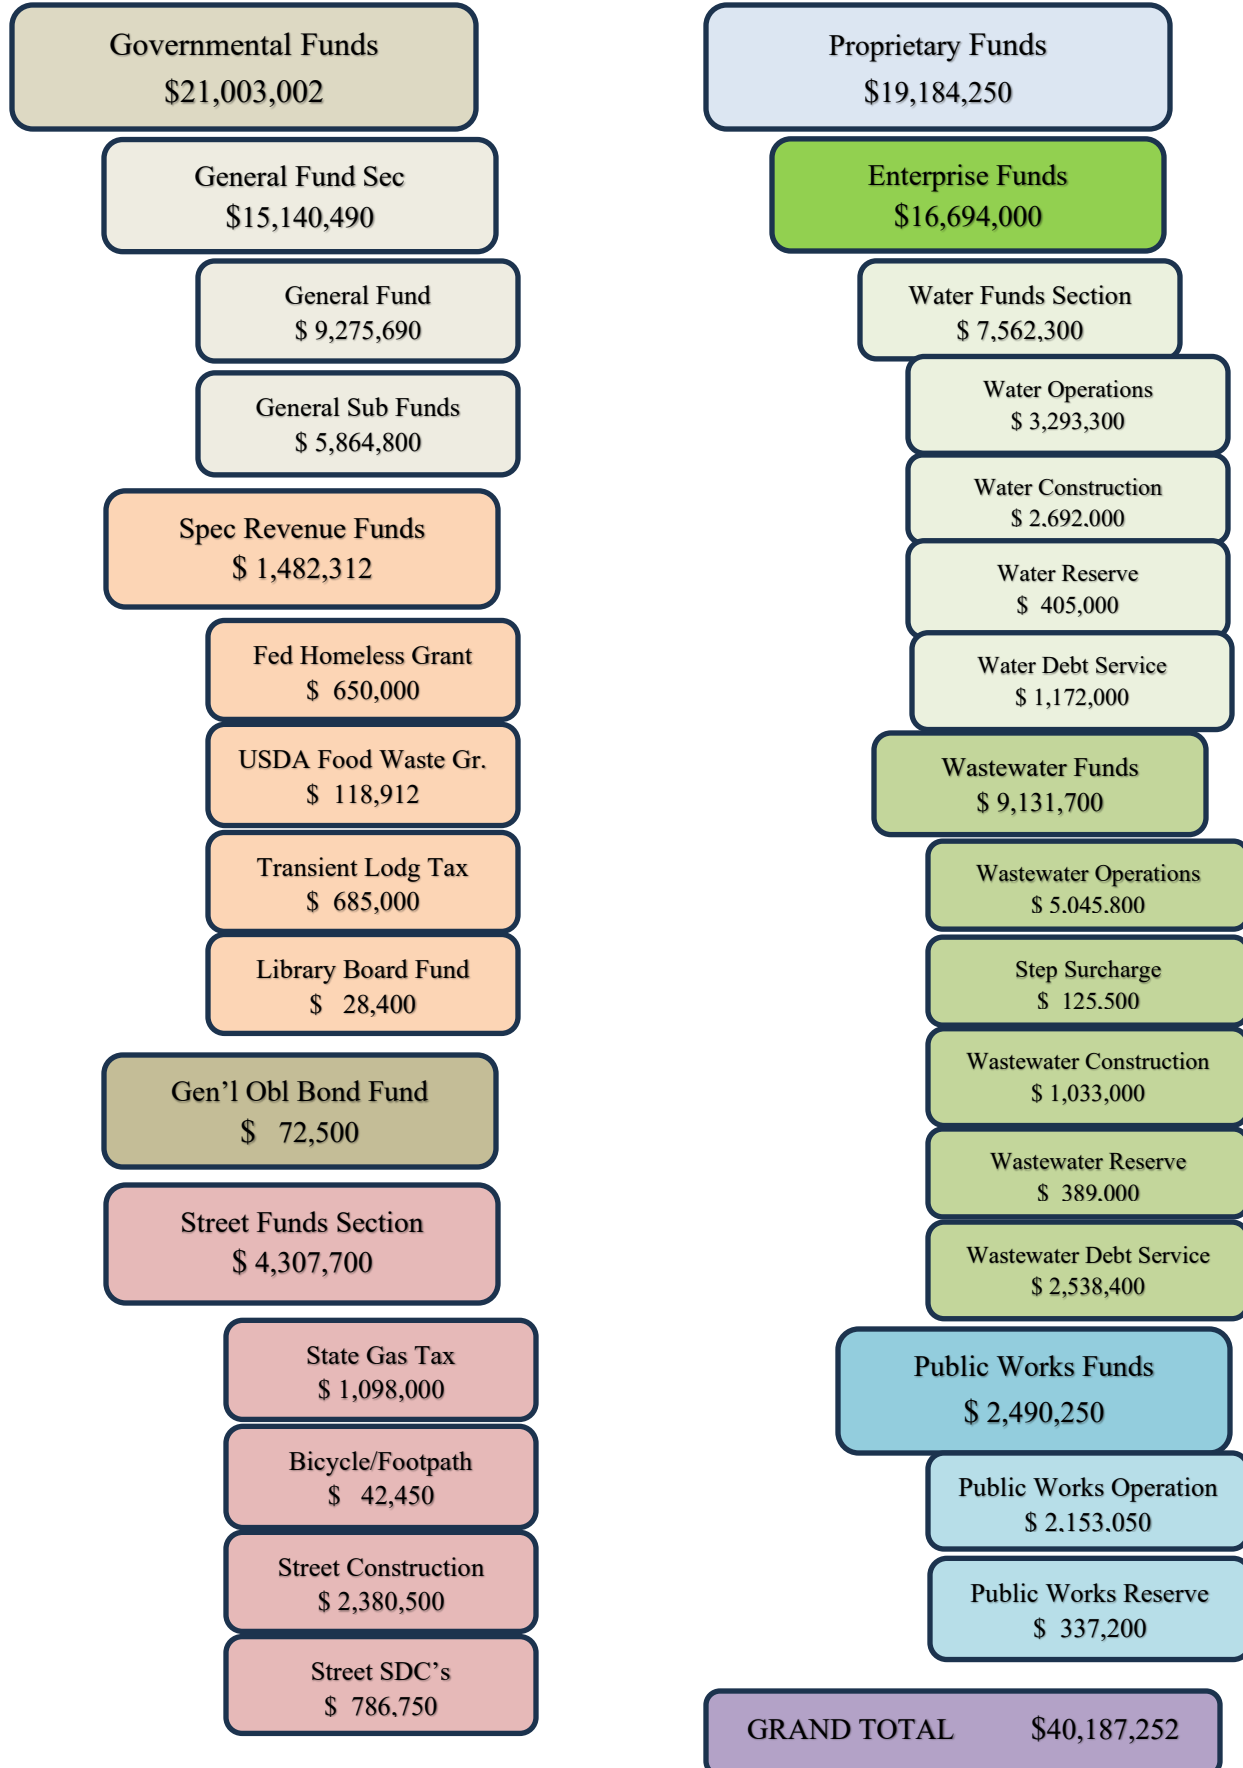 Governmental Funds
$21,003,002
General Fund Sec
$15,140,490
General Fund
$ 9,275,690
General Sub Funds
$ 5,864,800
Spec Revenue Funds
$ 1,482,312
Fed Homeless Grant
$ 650,000
USDA Food Waste Gr.
$ 118,912
Transient Lodg Tax
$ 685,000
Library Board Fund
$ 28,400
Gen’l Obl Bond Fund
$ 72,500
Street Funds Section
$ 4,307,700
State Gas Tax
$ 1,098,000
Bicycle/Footpath
$ 42,450
Street Construction
$ 2,380,500
Street SDC’s
$ 786,750
Proprietary Funds
$19,184,250
Enterprise Funds
$16,694,000
Water Funds Section
$ 7,562,300
Water Operations
$ 3,293,300
Water Construction
$ 2,692,000
Water Reserve
$ 405,000
Water Debt Service
$ 1,172,000
Wastewater Funds
$ 9,131,700
Wastewater Operations
$ 5,045,800
Step Surcharge
$ 125,500
Wastewater Construction
$ 1,033,000
Wastewater Reserve
$ 389,000
Wastewater Debt Service
$ 2,538,400
Public Works Funds
$ 2,490,250
Public Works Operation
$ 2,153,050
Public Works Reserve
$ 337,200
GRAND TOTAL $40,187,252